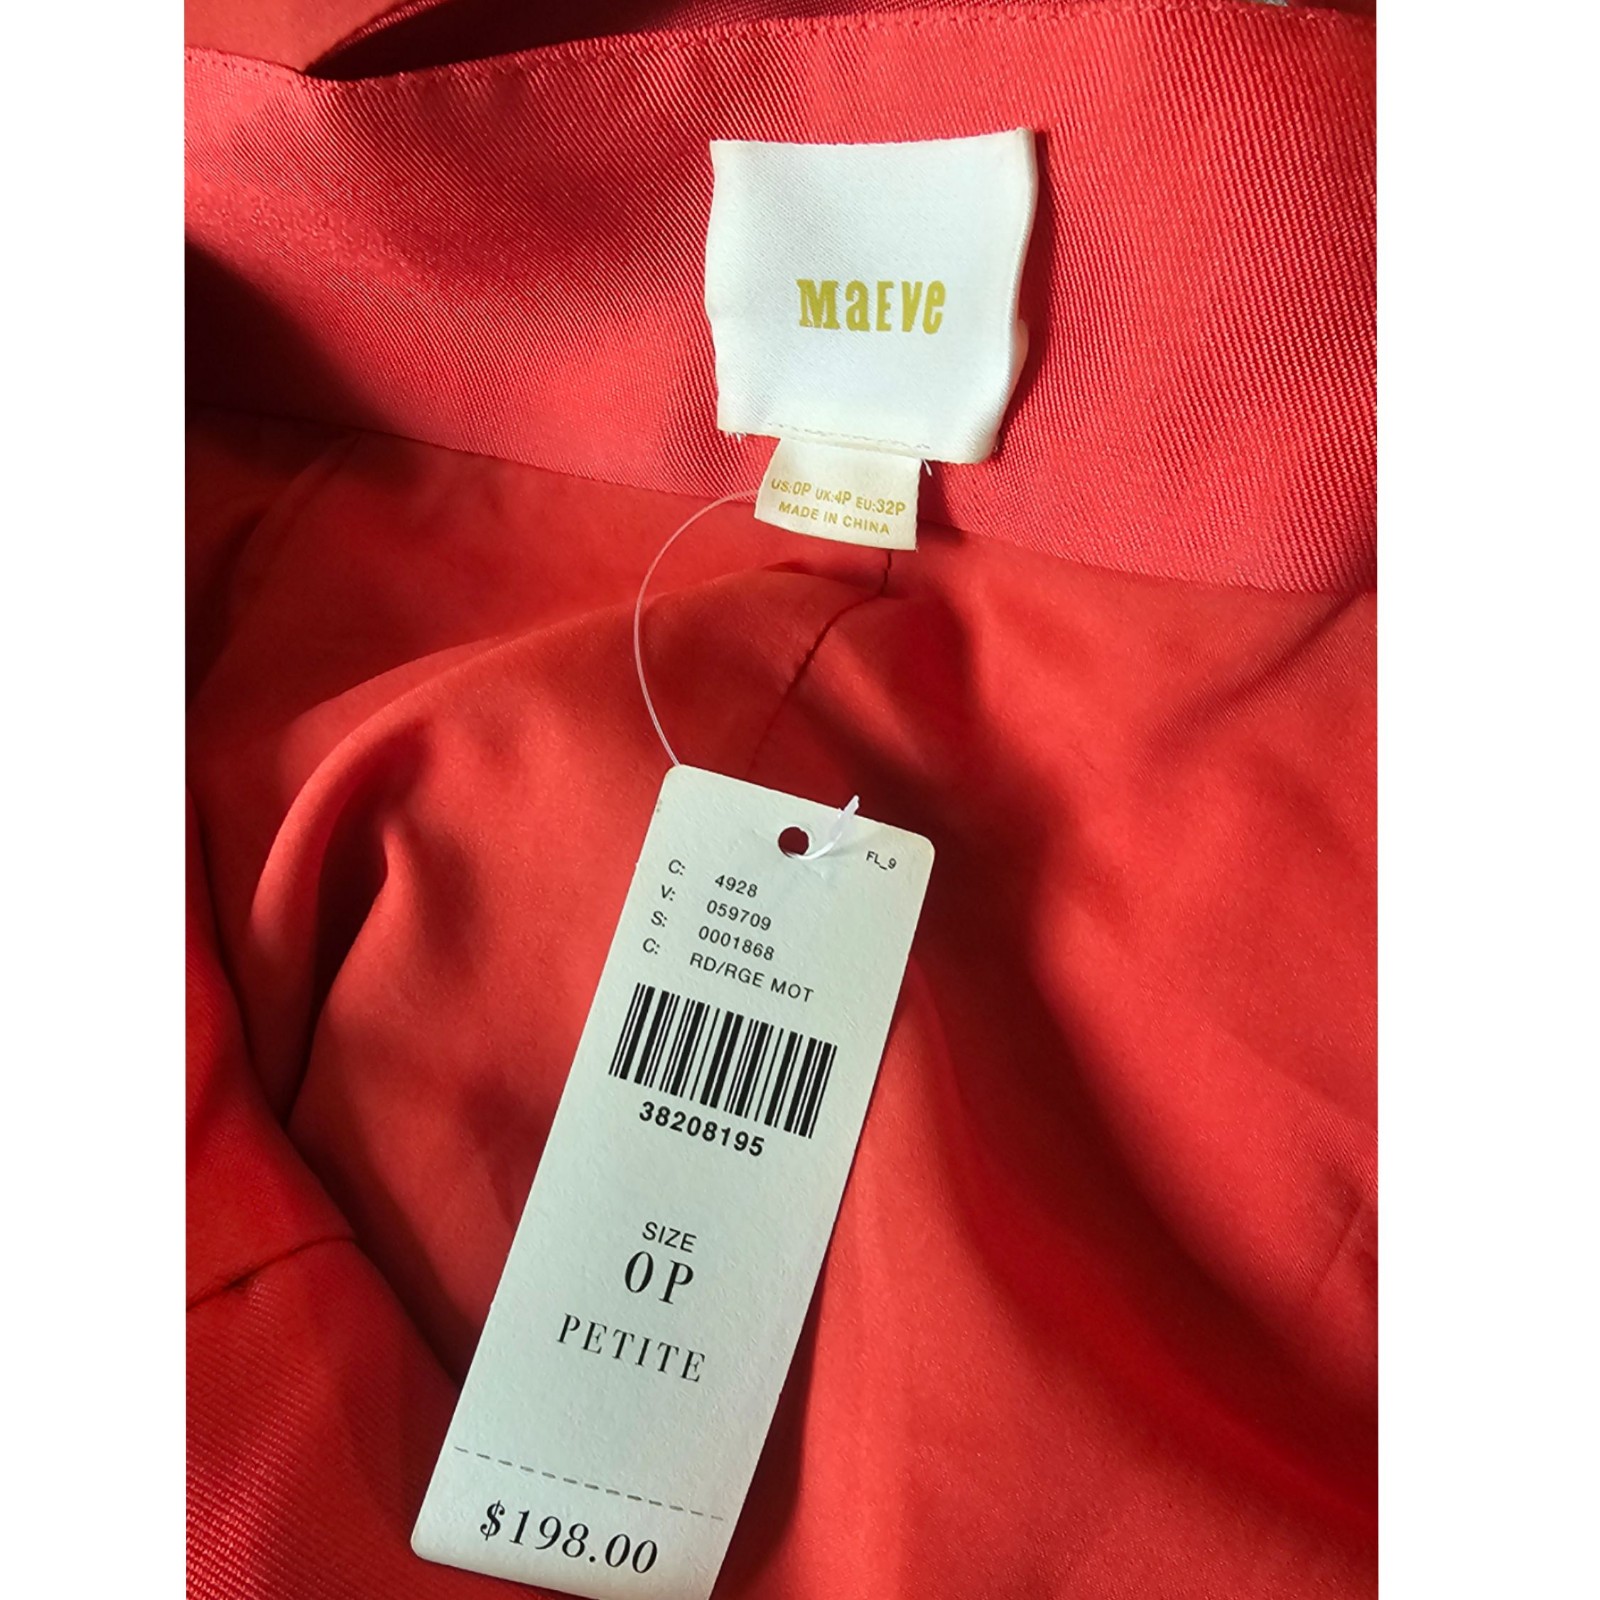 MaEve
US:0P UK:4P EU:32P
MADE IN CHINA
FL_9
C: 4928
V: 059709
S: 0001868
C: RD/RGE MOT
38208195
SIZE
0P
PETITE
$198.00